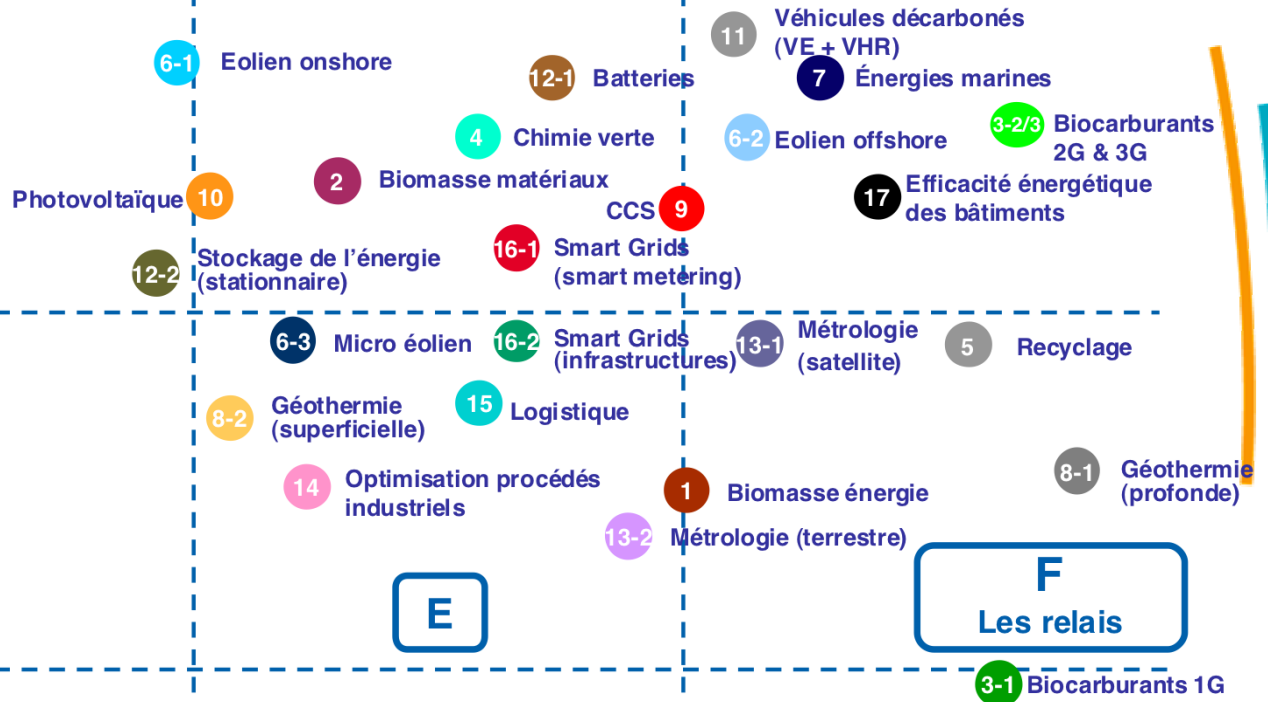 11 Véhicules décarbonés
(VE + VHR)
6-1 Eolien onshore
12-1 Batteries
7 Énergies marines
4 Chimie verte
6-2 Eolien offshore
3-2/3 Biocarburants
2G & 3G
Photovoltaïque 10
2 Biomasse matériaux
CCS 9
17 Efficacité énergétique
des bâtiments
16-1 Smart Grids
(smart metering)
12-2 Stockage de l’énergie
(stationnaire)
6-3 Micro éolien
16-2 Smart Grids
(infrastructures)
13-1 Métrologie
(satellite)
5 Recyclage
8-2 Géothermie
(superficielle)
15 Logistique
14 Optimisation procédés
industriels
1 Biomasse énergie
8-1 Géothermie
(profonde)
13-2 Métrologie (terrestre)
E
F
Les relais
3-1 Biocarburants 1G